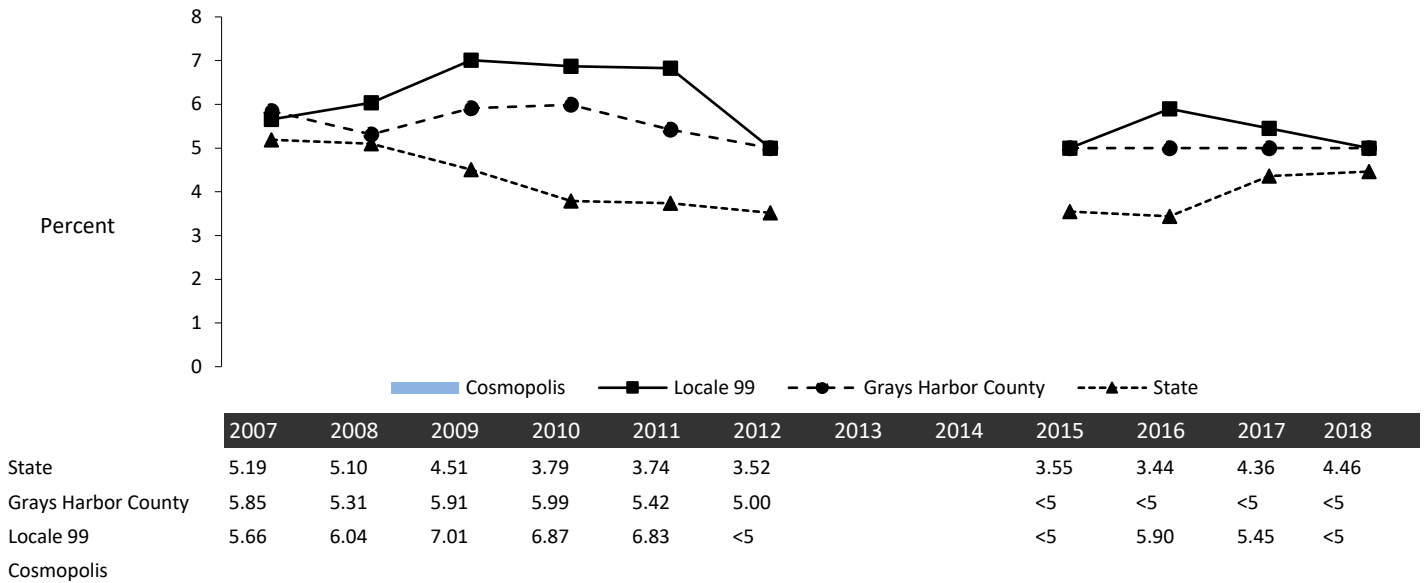 8
7
6
5
4
3
2
1
0
Percent
Cosmopolis Locale 99 Grays Harbor County State
2007 2008 2009 2010 2011 2012 2013 2014 2015 2016 2017 2018
State 5.19 5.10 4.51 3.79 3.74 3.52 3.55 3.44 4.36 4.46
Grays Harbor County 5.85 5.31 5.91 5.99 5.42 5.00 <5 <5 <5 <5
Locale 99 5.66 6.04 7.01 6.87 6.83 <5 <5 5.90 5.45 <5
Cosmopolis